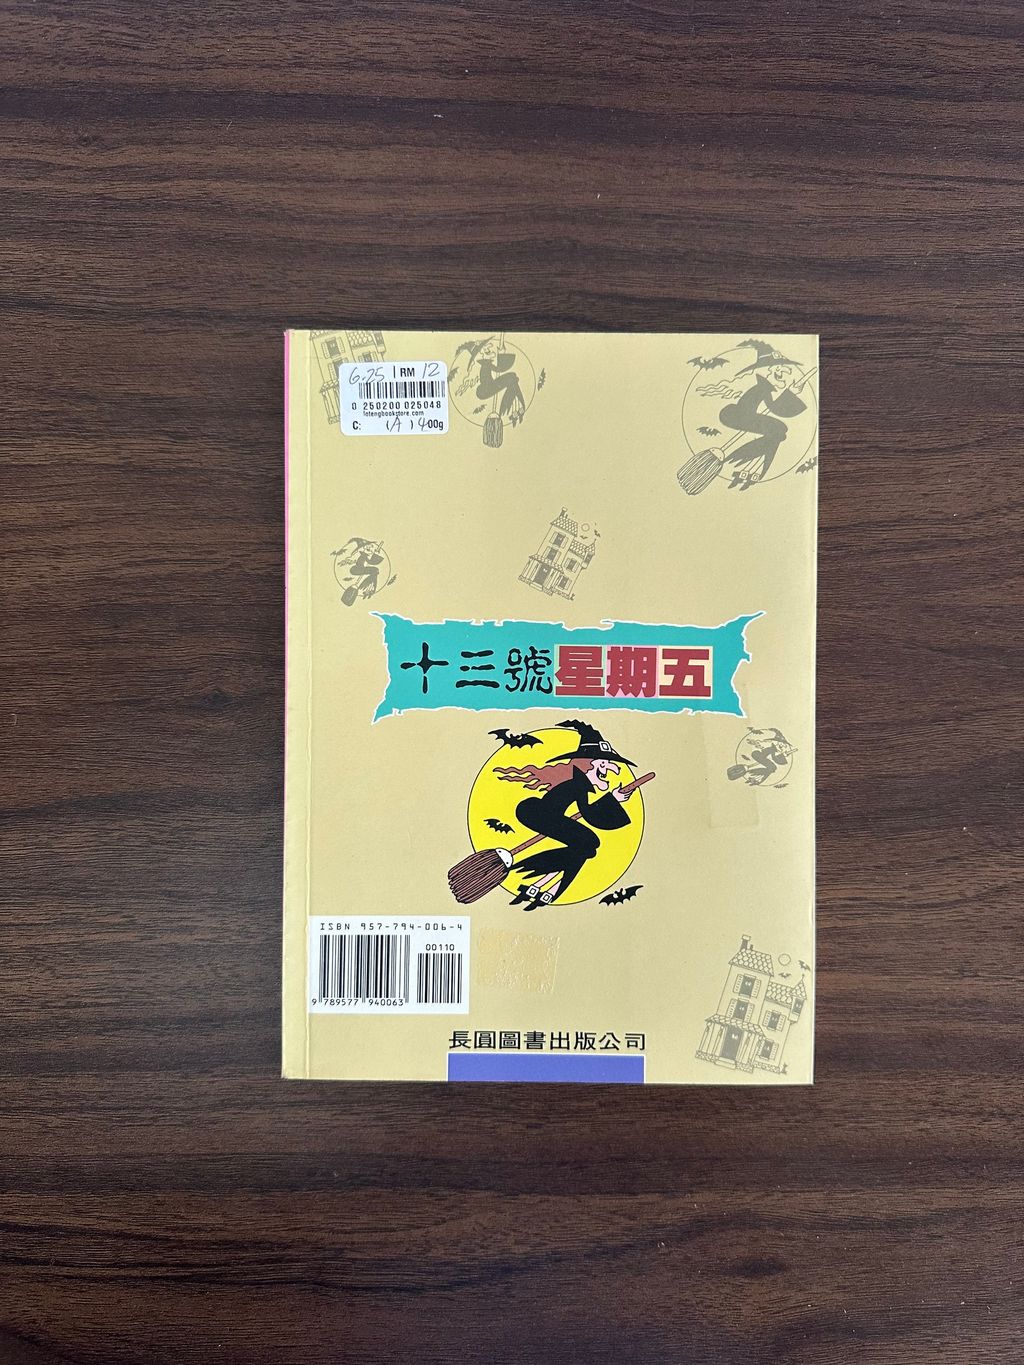 6.25 | RM 12
0 250200 025048
fatengbookstore.com
C: (A) 400g
十三號星期五
ISBN 957-794-006-4
00110
9 789577 940063
長圓圖書出版公司